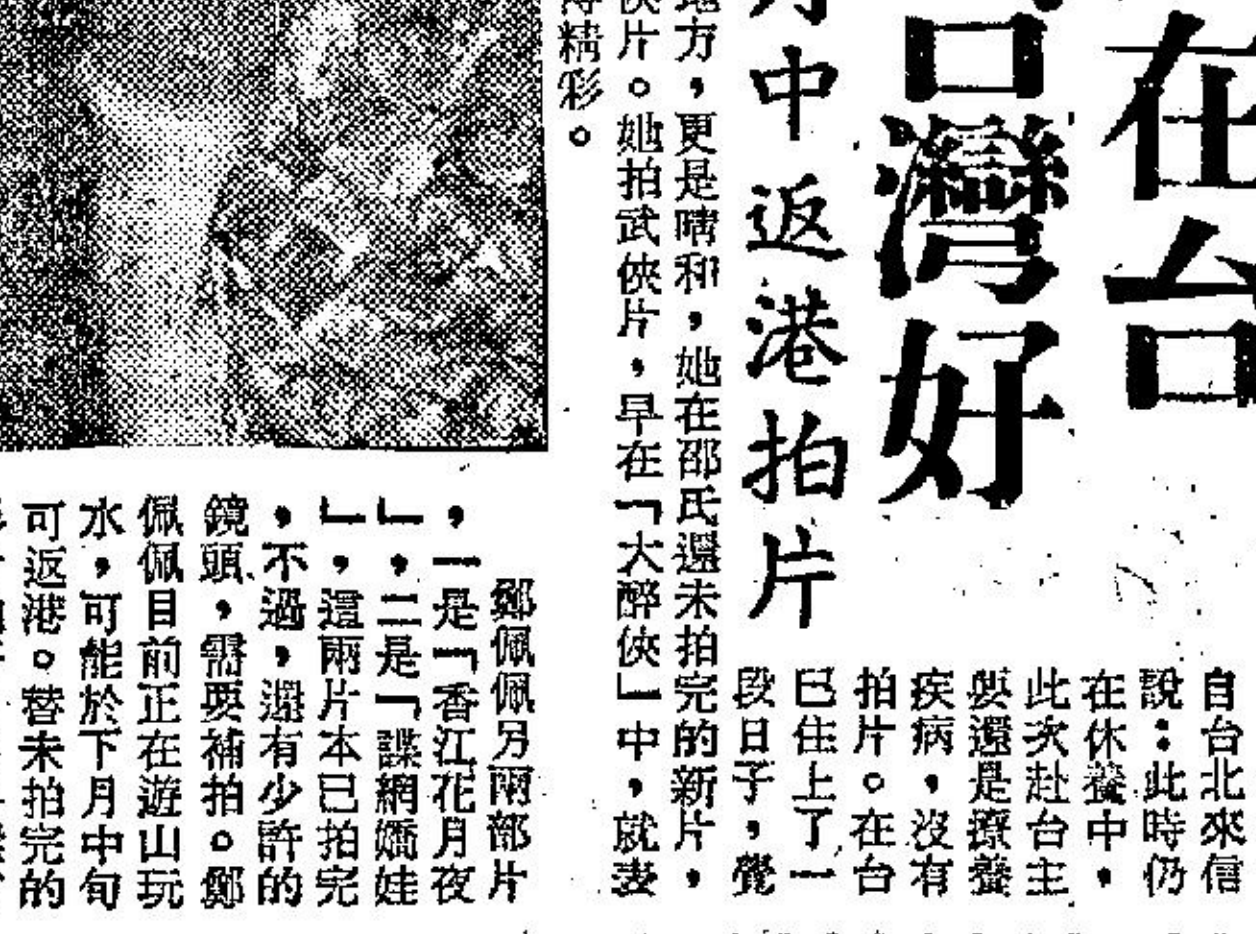 在台
台灣好
月中返港拍片
自台北來信
說：此時仍
在休養中，
此次赴台主
要還是療養
疾病，沒有
拍片。在台
已住上了一
段日子，覺
地方，更是晴和，她在邵氏還未拍完的新片，
俠片。她拍武俠片，早在「大醉俠」中，就表
精彩。
鄭佩佩另兩部片
，一是「香江花月夜
」，二是「諜網嬌娃
」，這兩片本已拍完
，不過，還有少許的
鏡頭，需要補拍。鄭
佩佩目前正在遊山玩
水，可能於下月中旬
可返港。替未拍完的